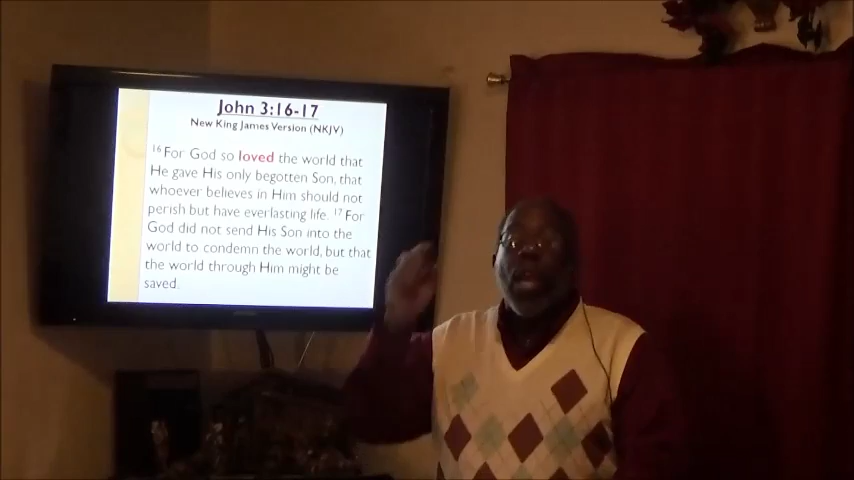 John 3:16-17
New King James Version (NKJV)
16 For God so loved the world that
He gave His only begotten Son, that
whoever believes in Him should not
perish but have everlasting life. 17 For
God did not send His Son into the
world to condemn the world, but that
the world through Him might be
saved.